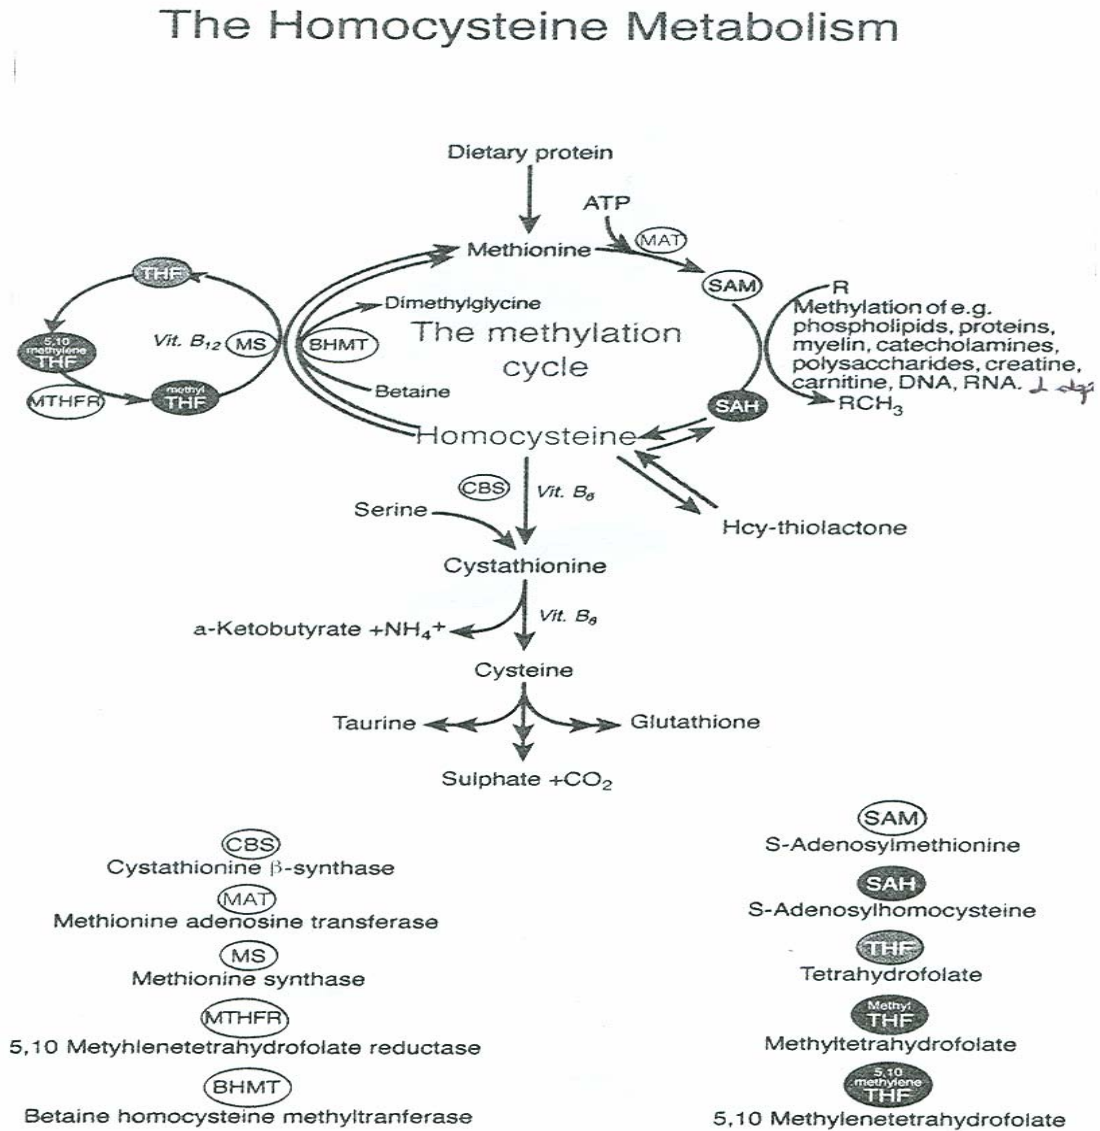 The Homocysteine Metabolism
Dietary protein
ATP
MAT
Methionine
SAM
THF
R
Dimethylglycine
Methylation of e.g.
phospholipids, proteins,
myelin, catecholamines,
polysaccharides, creatine,
carnitine, DNA, RNA.
RCH₃
The methylation
cycle
5,10
methylene
THF
Vit. B₁₂
MS
BHMT
Betaine
MTHFR
methyl
THF
SAH
Homocysteine
CBS
Vit. B₆
Serine
Hcy-thiolactone
Cystathionine
Vit. B₆
a-Ketobutyrate +NH₄⁺
Cysteine
Taurine
Glutathione
Sulphate +CO₂
CBS
Cystathionine β-synthase
MAT
Methionine adenosine transferase
MS
Methionine synthase
MTHFR
5,10 Metyhlenetetrahydrofolate reductase
BHMT
Betaine homocysteine methyltranferase
SAM
S-Adenosylmethionine
SAH
S-Adenosylhomocysteine
THF
Tetrahydrofolate
Methyl
THF
Methyltetrahydrofolate
5,10
methylene
THF
5,10 Methylenetetrahydrofolate